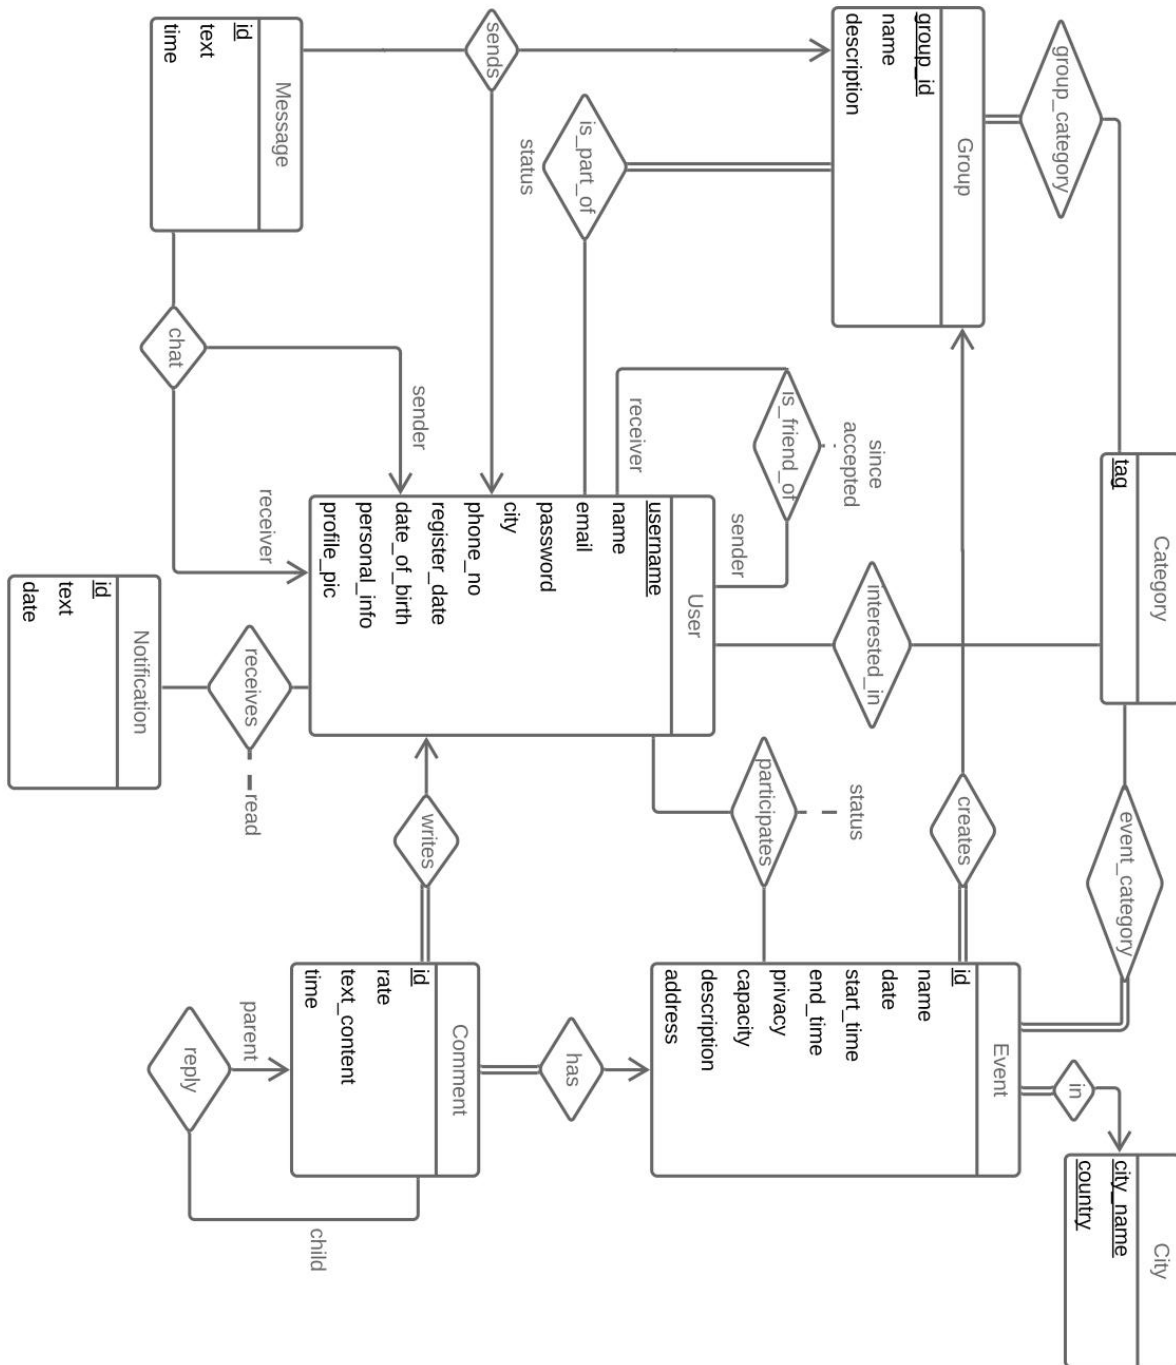 Category
tag
City
city_name
country
group_category
event_category
in
Group
group_id
name
description
creates
Event
id
name
date
start_time
end_time
privacy
capacity
description
address
since
accepted
is_friend_of
receiver
sender
interested_in
status
participates
sends
is_part_of
status
User
username
name
email
password
city
phone_no
register_date
date_of_birth
personal_info
profile_pic
has
Message
id
text
time
chat
sender
receiver
writes
Comment
id
rate
text_content
time
parent
reply
child
receives
read
Notification
id
text
date